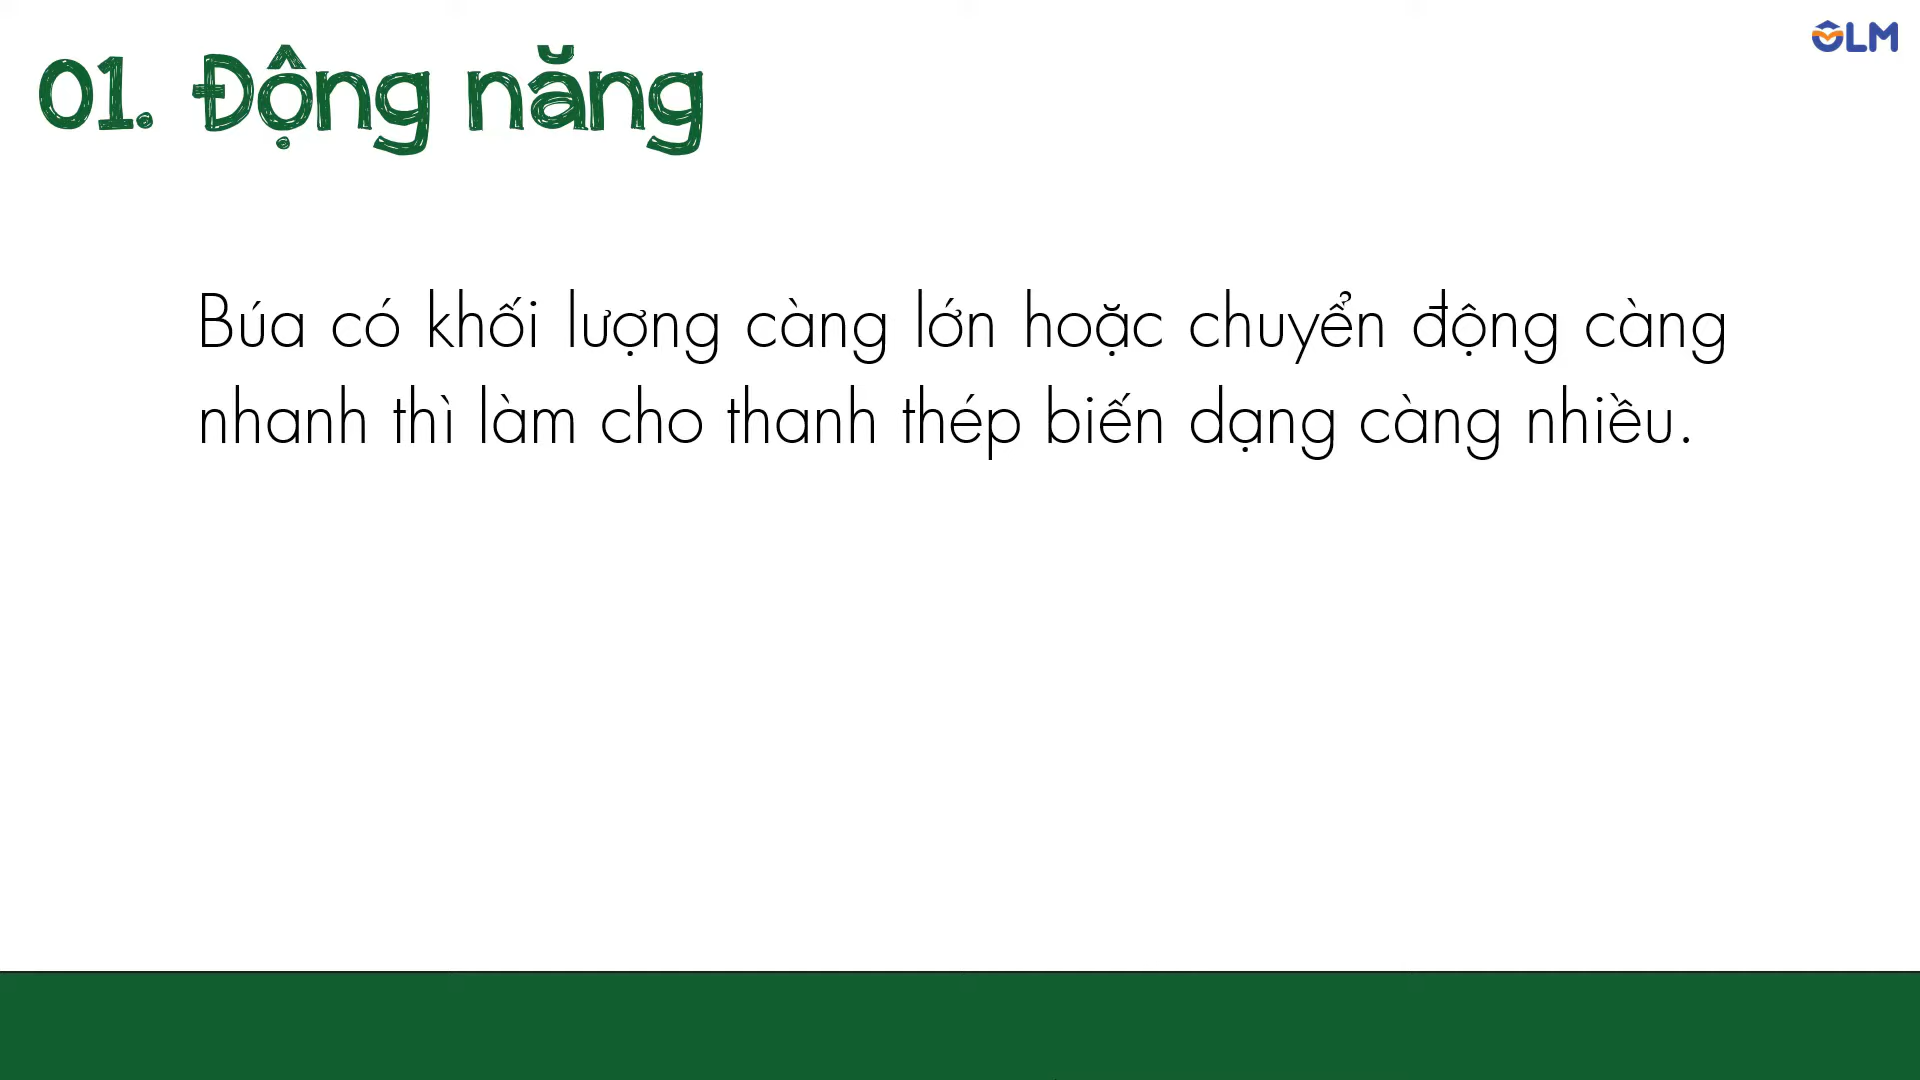 01. Động năng
ÔLM
Búa có khối lượng càng lớn hoặc chuyển động càng
nhanh thì làm cho thanh thép biến dạng càng nhiều.